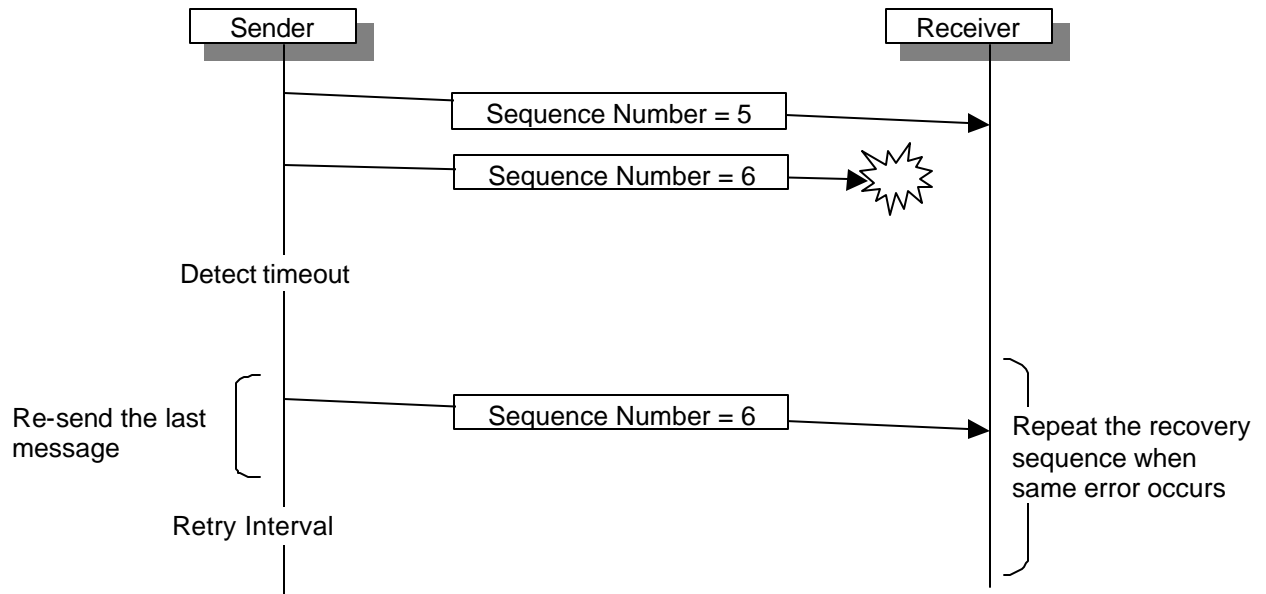 Sender
Receiver
Sequence Number = 5
Sequence Number = 6
Detect timeout
Re-send the last
message
Sequence Number = 6
Repeat the recovery
sequence when
same error occurs
Retry Interval